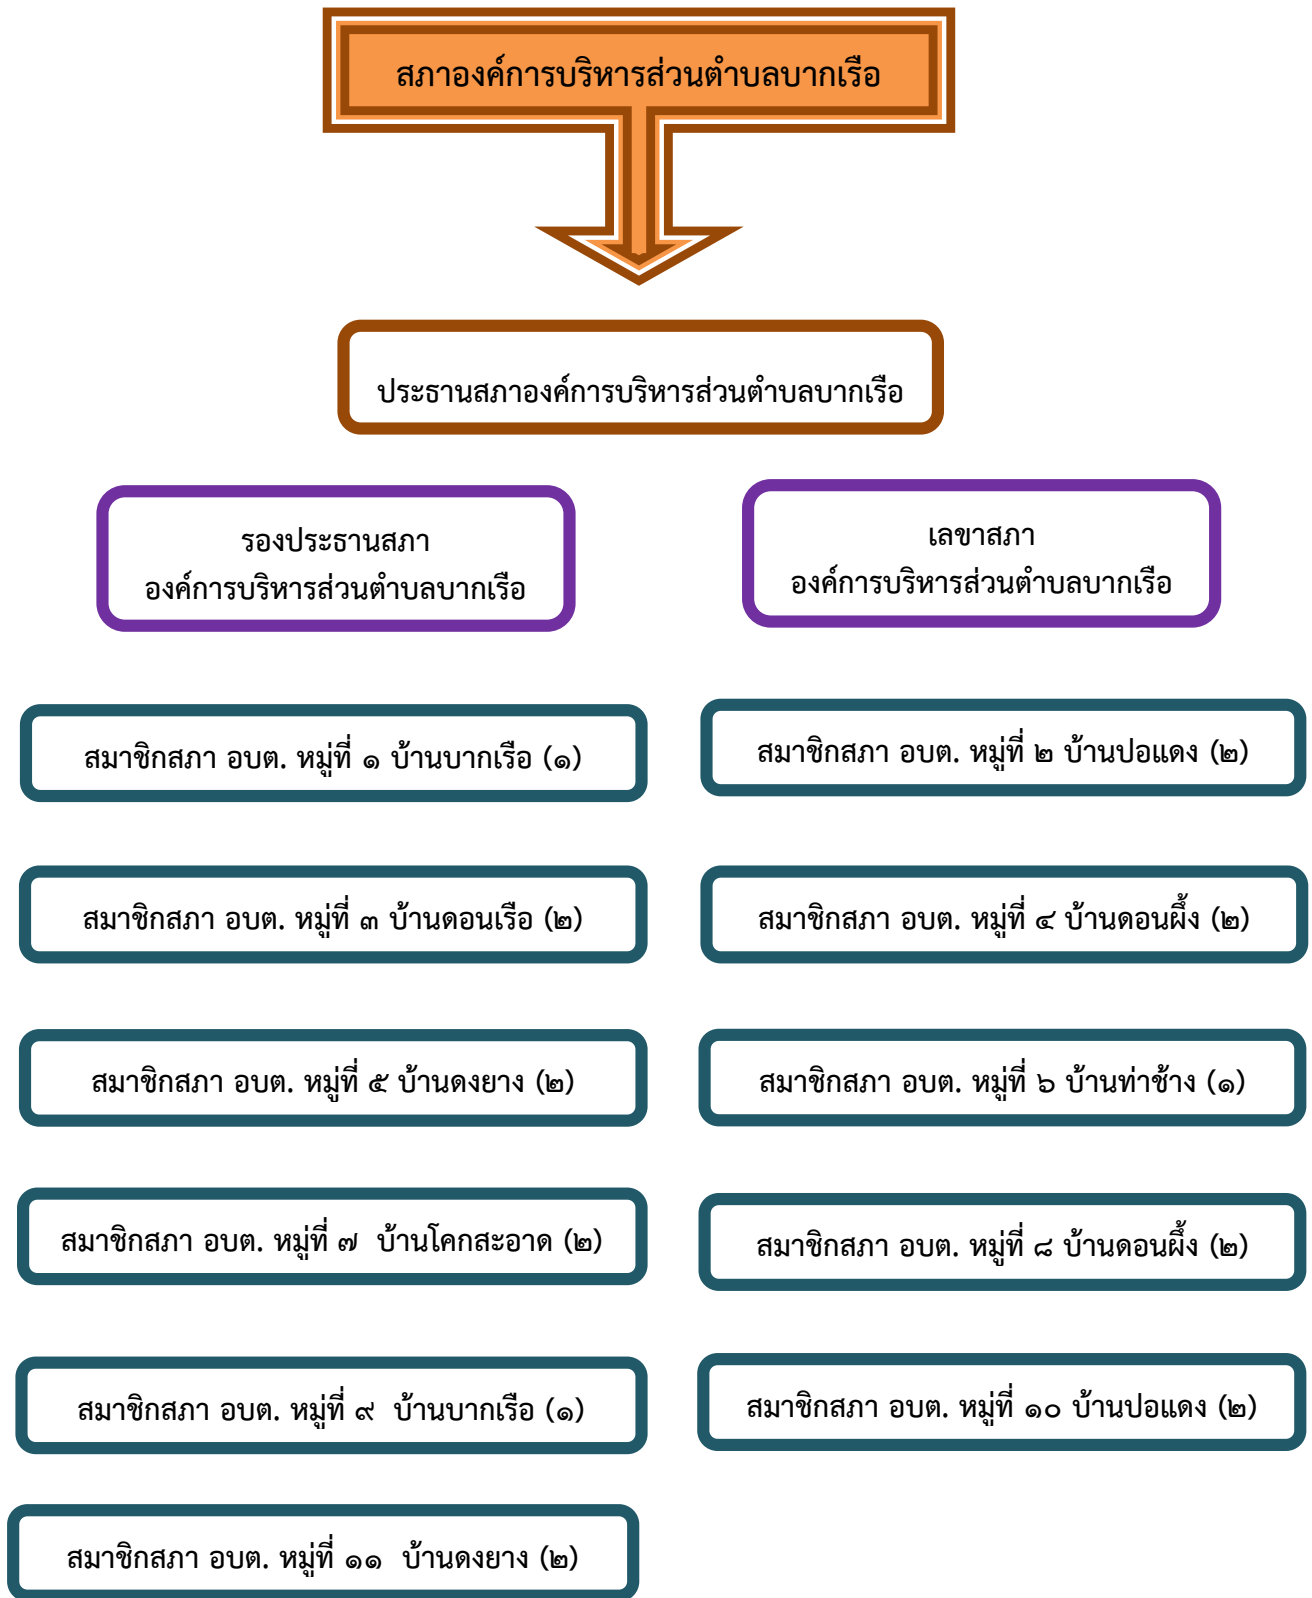 สภาองค์การบริหารส่วนตำบลบากเรือ
ประธานสภาองค์การบริหารส่วนตำบลบากเรือ
รองประธานสภา
องค์การบริหารส่วนตำบลบากเรือ
เลขาสภา
องค์การบริหารส่วนตำบลบากเรือ
สมาชิกสภา อบต. หมู่ที่ ๑ บ้านบากเรือ (๑)
สมาชิกสภา อบต. หมู่ที่ ๒ บ้านปอแดง (๒)
สมาชิกสภา อบต. หมู่ที่ ๓ บ้านดอนเรือ (๒)
สมาชิกสภา อบต. หมู่ที่ ๔ บ้านดอนผึ้ง (๒)
สมาชิกสภา อบต. หมู่ที่ ๕ บ้านดงยาง (๒)
สมาชิกสภา อบต. หมู่ที่ ๖ บ้านท่าช้าง (๑)
สมาชิกสภา อบต. หมู่ที่ ๗ บ้านโคกสะอาด (๒)
สมาชิกสภา อบต. หมู่ที่ ๘ บ้านดอนผึ้ง (๒)
สมาชิกสภา อบต. หมู่ที่ ๙ บ้านบากเรือ (๑)
สมาชิกสภา อบต. หมู่ที่ ๑๐ บ้านปอแดง (๒)
สมาชิกสภา อบต. หมู่ที่ ๑๑ บ้านดงยาง (๒)